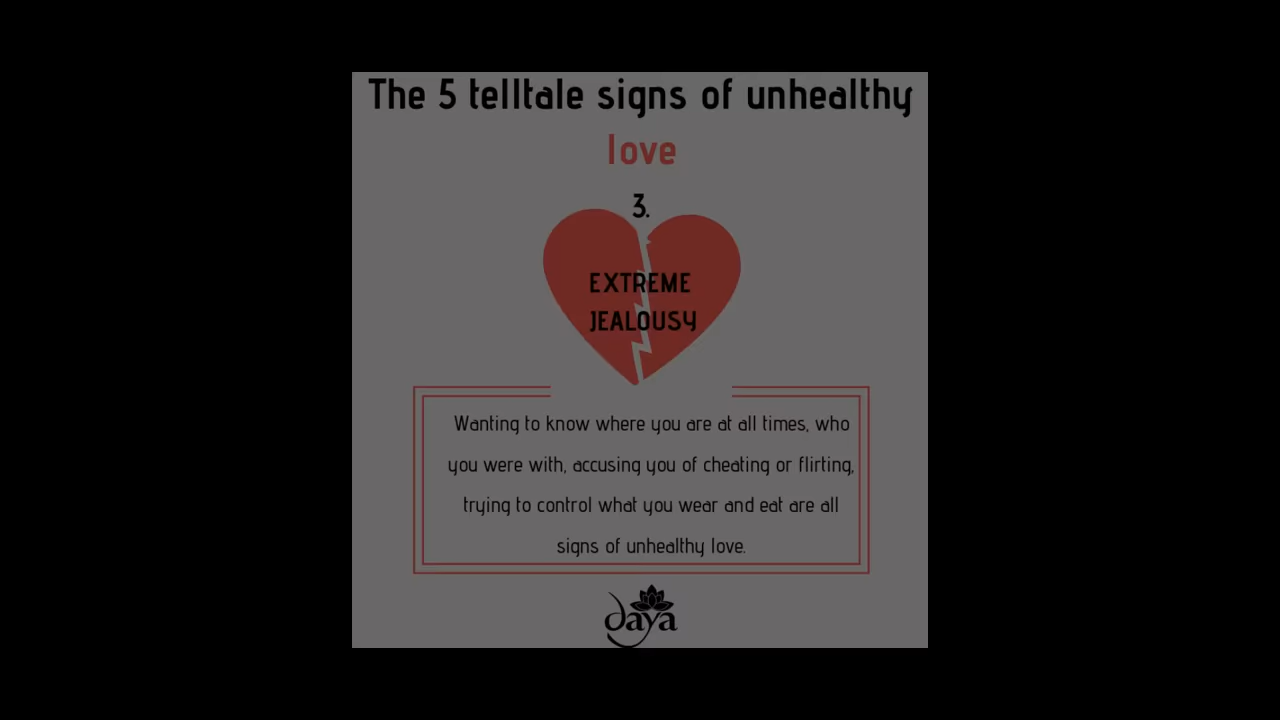 The 5 telltale signs of unhealthy
love
3.
EXTREME
JEALOUSY
Wanting to know where you are at all times, who
you were with, accusing you of cheating or flirting,
trying to control what you wear and eat are all
signs of unhealthy love.
daya